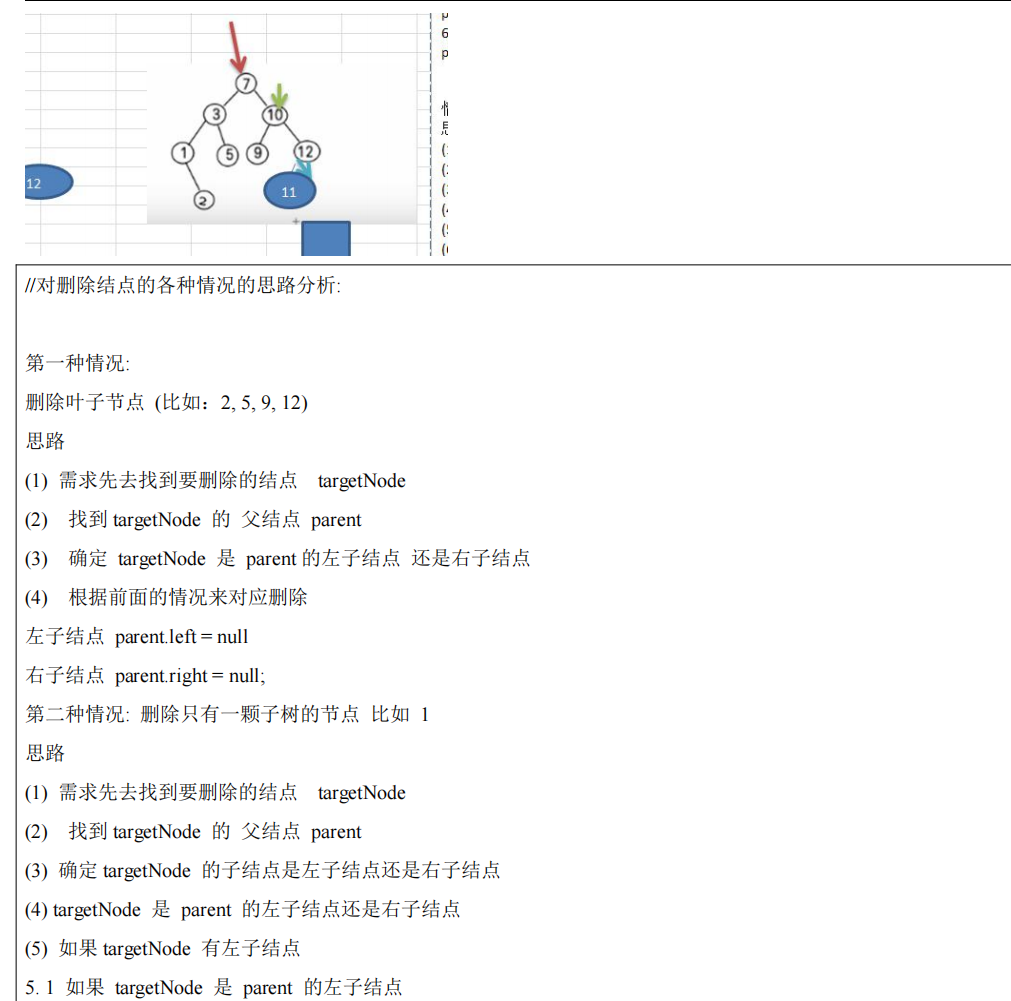 7
3
10
1
5
9
12
12
11
2
p
6
p
//对删除结点的各种情况的思路分析:
第一种情况:
删除叶子节点 (比如：2, 5, 9, 12)
思路
(1) 需求先去找到要删除的结点 targetNode
(2) 找到 targetNode 的 父结点 parent
(3) 确定 targetNode 是 parent 的左子结点 还是右子结点
(4) 根据前面的情况来对应删除
左子结点 parent.left = null
右子结点 parent.right = null;
第二种情况: 删除只有一颗子树的节点 比如 1
思路
(1) 需求先去找到要删除的结点 targetNode
(2) 找到 targetNode 的 父结点 parent
(3) 确定 targetNode 的子结点是左子结点还是右子结点
(4) targetNode 是 parent 的左子结点还是右子结点
(5) 如果 targetNode 有左子结点
5. 1 如果 targetNode 是 parent 的左子结点